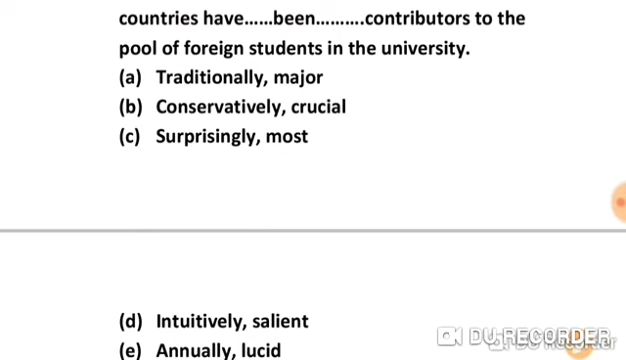 countries have......been..........contributors to the
pool of foreign students in the university.
(a) Traditionally, major
(b) Conservatively, crucial
(c) Surprisingly, most
(d) Intuitively, salient
(e) Annually, lucid
DU RECORDER